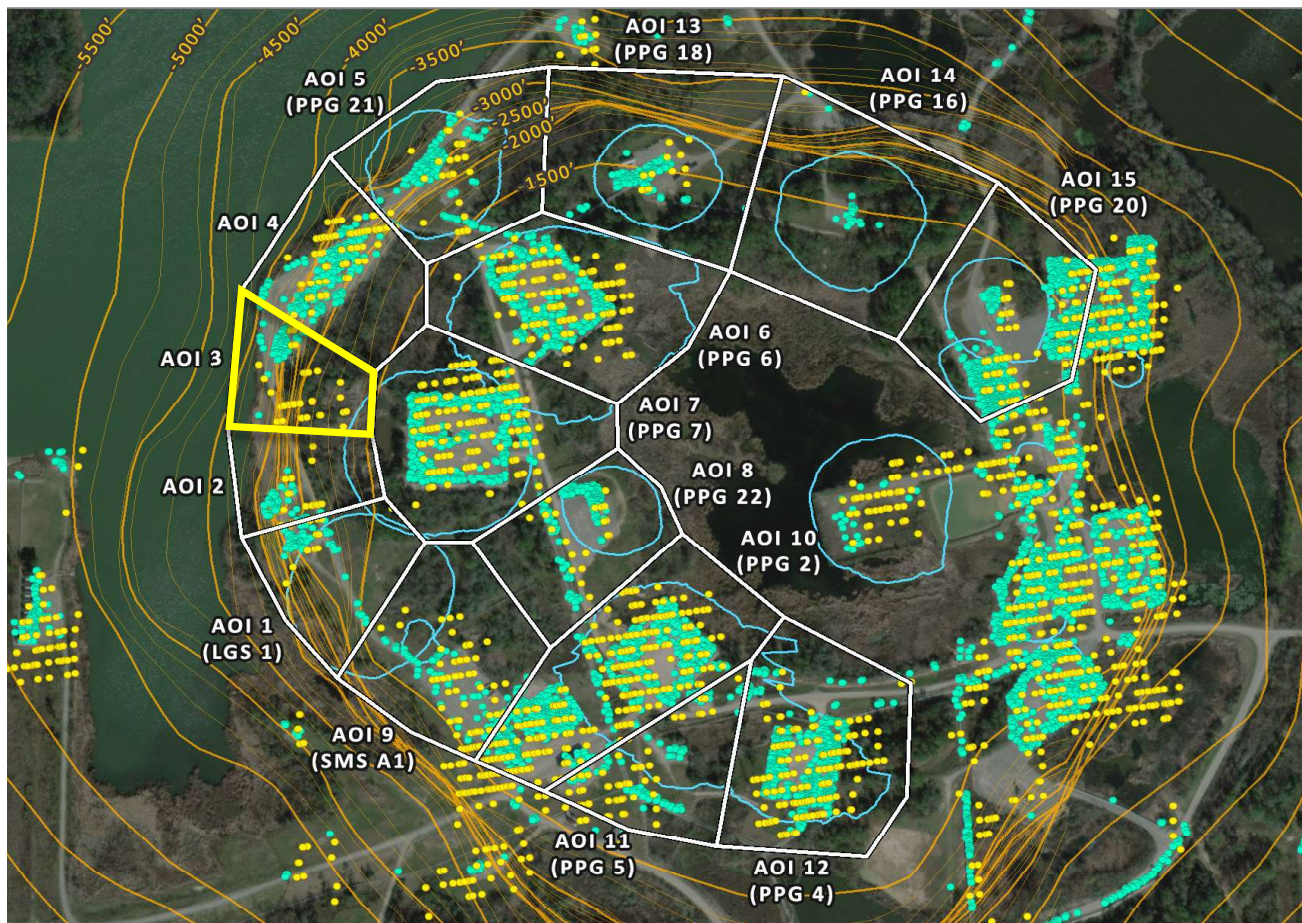 -5500'
-5000'
-4500'
-4000'
-3500'
-3000'
-2500'
-2000'
-1500'
AOI 13
(PPG 18)
AOI 14
(PPG 16)
AOI 5
(PPG 21)
AOI 15
(PPG 20)
AOI 4
AOI 3
AOI 6
(PPG 6)
AOI 7
(PPG 7)
AOI 8
(PPG 22)
AOI 2
AOI 10
(PPG 2)
AOI 1
(LGS 1)
AOI 9
(SMS A1)
AOI 11
(PPG 5)
AOI 12
(PPG 4)